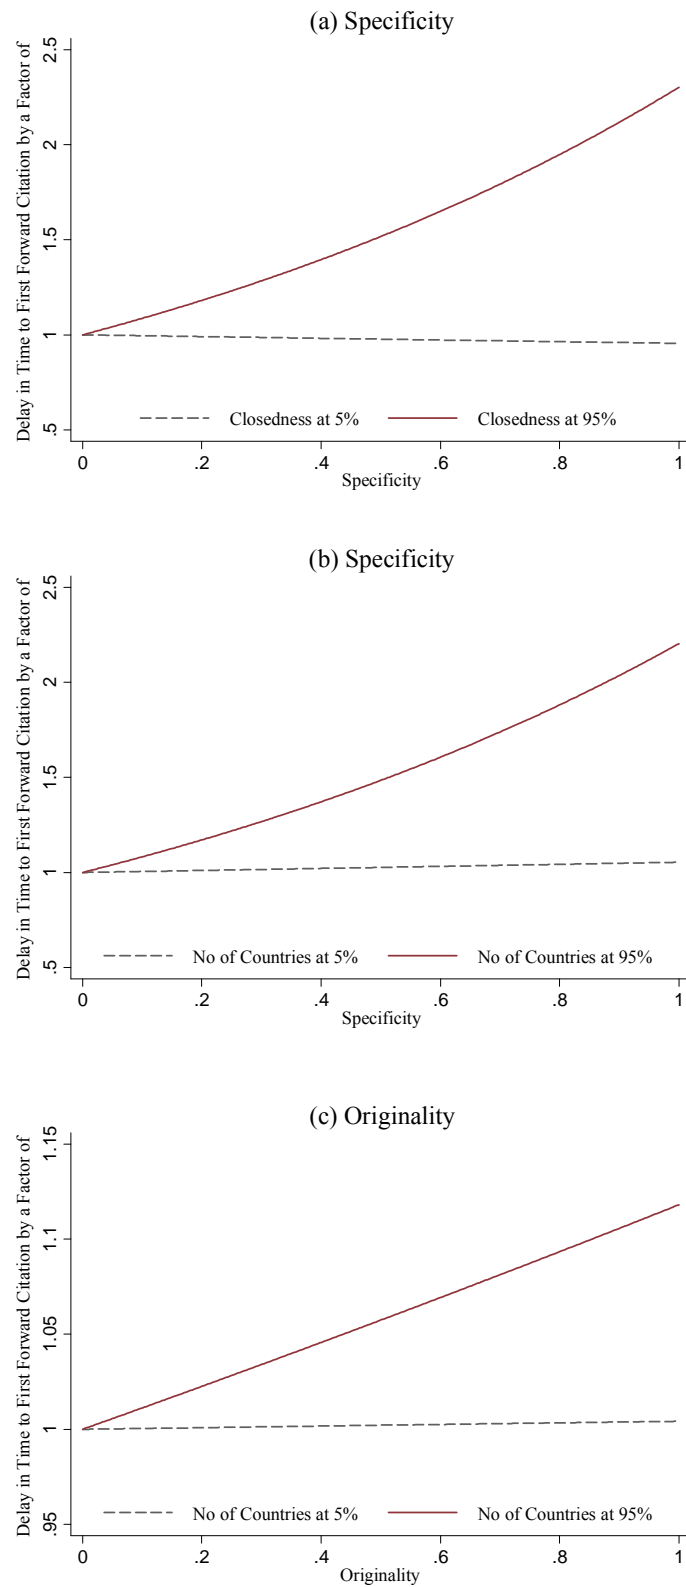 (a) Specificity
Delay in Time to First Forward Citation by a Factor of
2.5
2
1.5
1
.5
Closedness at 5%
Closedness at 95%
0
.2
.4
.6
.8
1
Specificity
(b) Specificity
Delay in Time to First Forward Citation by a Factor of
2.5
2
1.5
1
.5
No of Countries at 5%
No of Countries at 95%
0
.2
.4
.6
.8
1
Specificity
(c) Originality
Delay in Time to First Forward Citation by a Factor of
1.15
1.1
1.05
1
.95
No of Countries at 5%
No of Countries at 95%
0
.2
.4
.6
.8
1
Originality